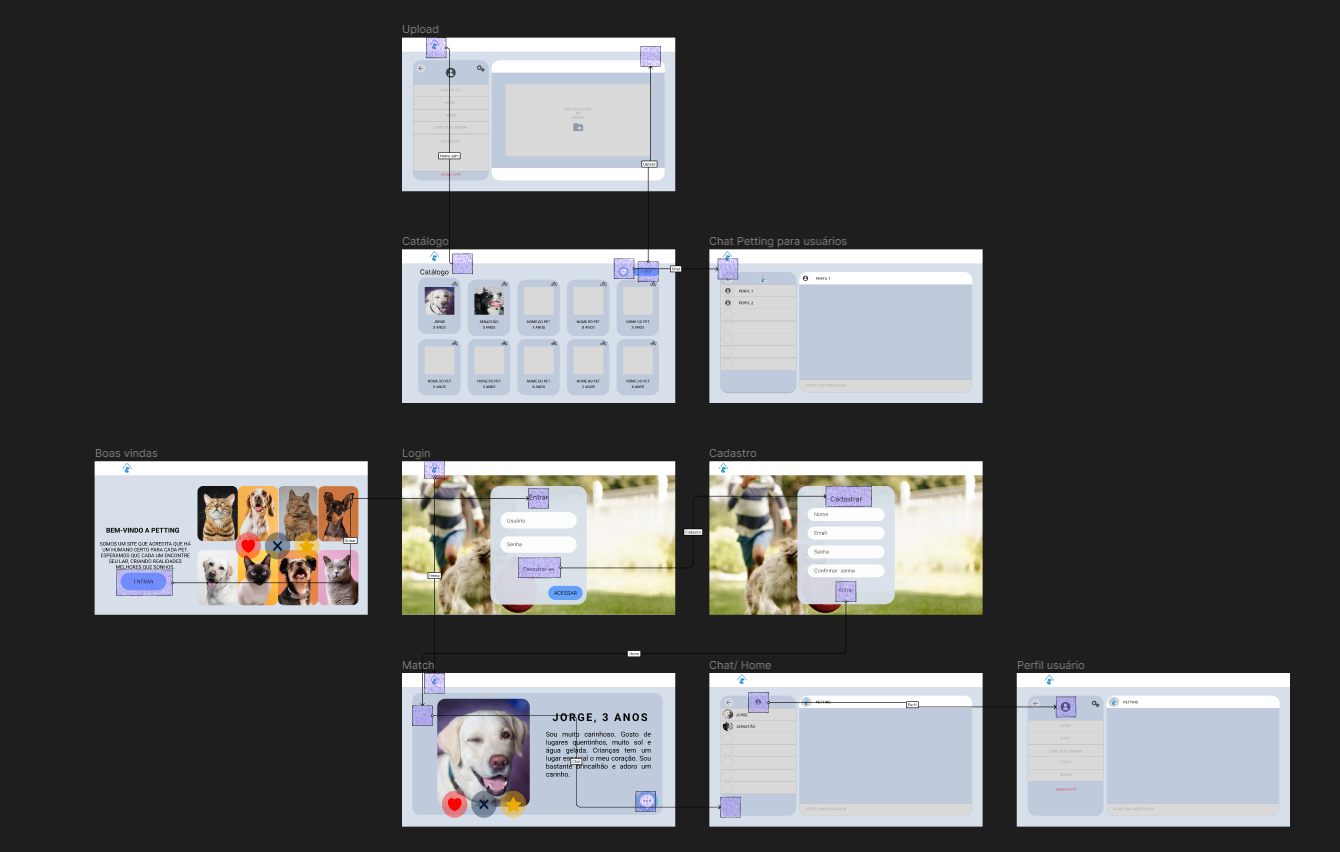 Upload
Home adm
Upload
Catálogo
Catálogo
+ PET
Chat
JORGE
3 ANOS
SEBASTIÃO
5 ANOS
NOME DO PET
X ANOS
NOME DO PET
X ANOS
NOME DO PET
X ANOS
NOME DO PET
X ANOS
NOME DO PET
X ANOS
NOME DO PET
X ANOS
NOME DO PET
X ANOS
NOME DO PET
X ANOS
Chat Petting para usuários
PERFIL 1
PERFIL 2
PERFIL 1
Boas vindas
BEM-VINDO A PETTING
SOMOS UM SITE QUE ACREDITA QUE HÁ
UM HUMANO CERTO PARA CADA PET.
ESPERAMOS QUE CADA UM ENCONTRE
SEU LAR, CRIANDO REALIDADES
MELHORES QUE SONHOS.
ENTRAR
Entrar
Login
Entrar
Usuário
Senha
Cadastre-se
ACESSAR
Home
Cadastro
Cadastro
Cadastrar
Nome
Email
Senha
Confirmar senha
Entrar
Home
Match
JORGE, 3 ANOS
Sou muito carinhoso. Gosto de
lugares quentinhos, muito sol e
água gelada. Crianças tem um
lugar especial o meu coração. Sou
bastante brincalhão e adoro um
carinho.
Chat/ Home
JORGE
SEBASTIÃO
PETTING
Perfil
Perfil usuário
PETTING